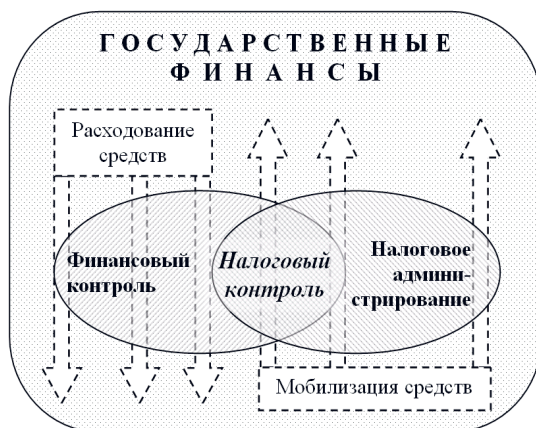 ГОСУДАРСТВЕННЫЕ
ФИНАНСЫ
Расходование
средств
Финансовый
контроль
Налоговый
контроль
Налоговое
админи-
стрирование
Мобилизация средств